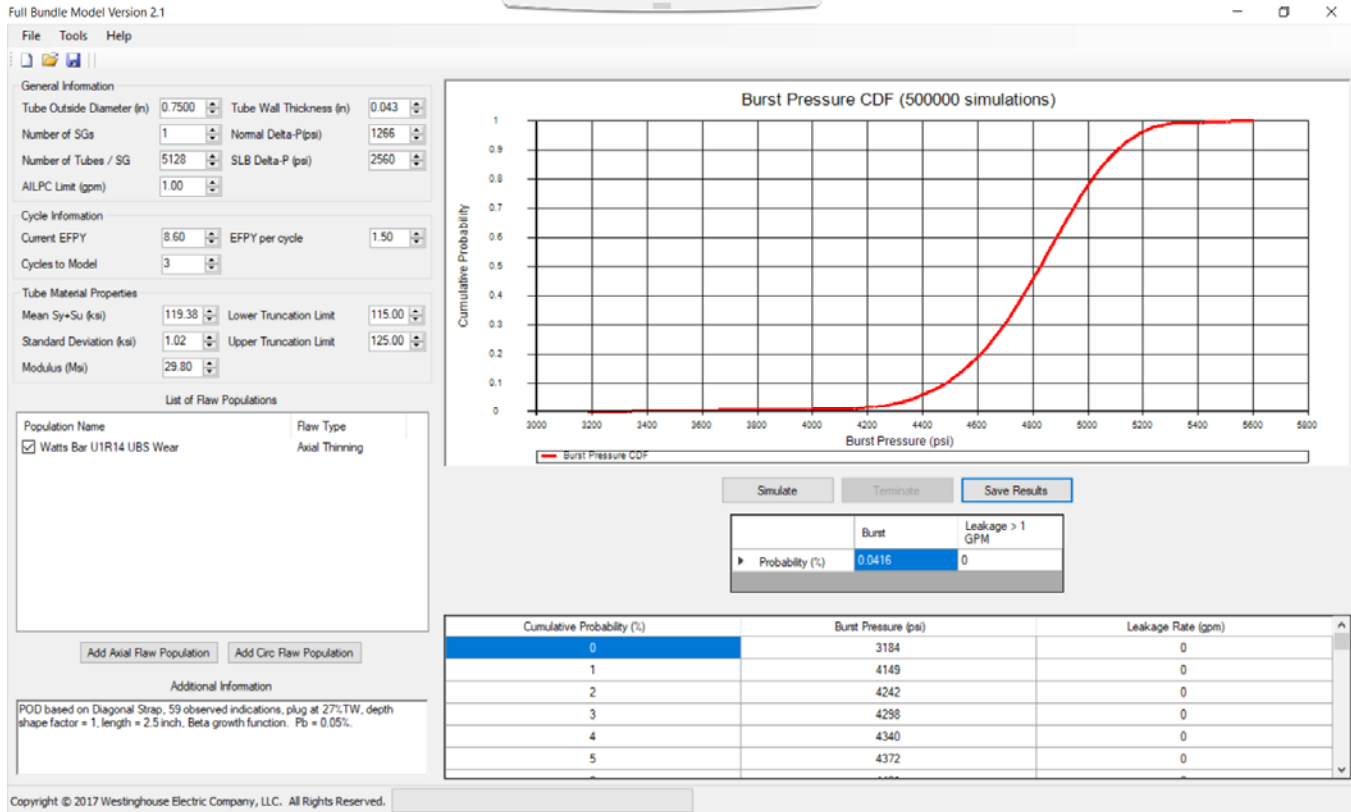 Full Bundle Model Version 2.1
File Tools Help
General Information
Tube Outside Diameter (in) 0.7500 Tube Wall Thickness (in) 0.043
Number of SGs 1 Normal Delta-P(psi) 1266
Number of Tubes / SG 5128 SLB Delta-P (psi) 2560
AILPC Limit (gpm) 1.00
Cycle Information
Current EFPY 8.60 EFPY per cycle 1.50
Cycles to Model 3
Tube Material Properties
Mean Sy+Su (ksi) 119.38 Lower Truncation Limit 115.00
Standard Deviation (ksi) 1.02 Upper Truncation Limit 125.00
Modulus (Msi) 29.80
List of Flaw Populations
Population Name Flaw Type
Watts Bar U1R14 UBS Wear Axial Thinning
Add Axial Flaw Population Add Circ Flaw Population
Additional Information
POD based on Diagonal Strap, 59 observed indications, plug at 27%TW, depth
shape factor = 1, length = 2.5 inch, Beta growth function. Pb = 0.05%.
Burst Pressure CDF (500000 simulations)
Cumulative Probability
1
0.9
0.8
0.7
0.6
0.5
0.4
0.3
0.2
0.1
0
3000 3200 3400 3600 3800 4000 4200 4400 4600 4800 5000 5200 5400 5600 5800
Burst Pressure (psi)
Burst Pressure CDF
Simulate Terminate Save Results
Burst Leakage > 1
GPM
Probability (%) 0.0416 0
Cumulative Probability (%) Burst Pressure (psi) Leakage Rate (gpm)
0 3184 0
1 4149 0
2 4242 0
3 4298 0
4 4340 0
5 4372 0
Copyright © 2017 Westinghouse Electric Company, LLC. All Rights Reserved.